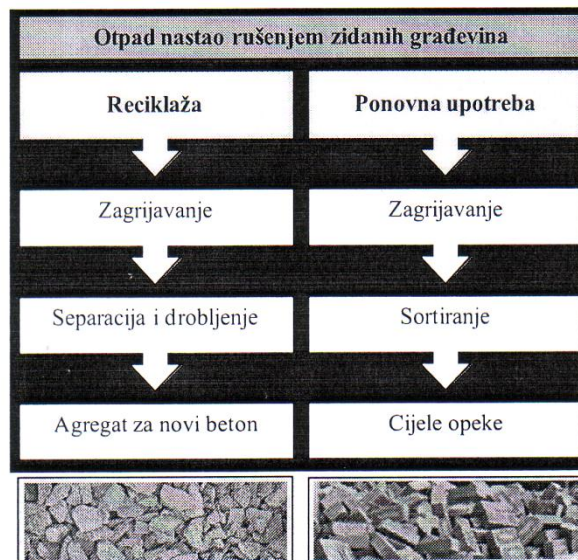 Otpad nastao rušenjem zidanih građevina
Reciklaža
Ponovna upotreba
Zagrijavanje
Zagrijavanje
Separacija i drobljenje
Sortiranje
Agregat za novi beton
Cijele opeke